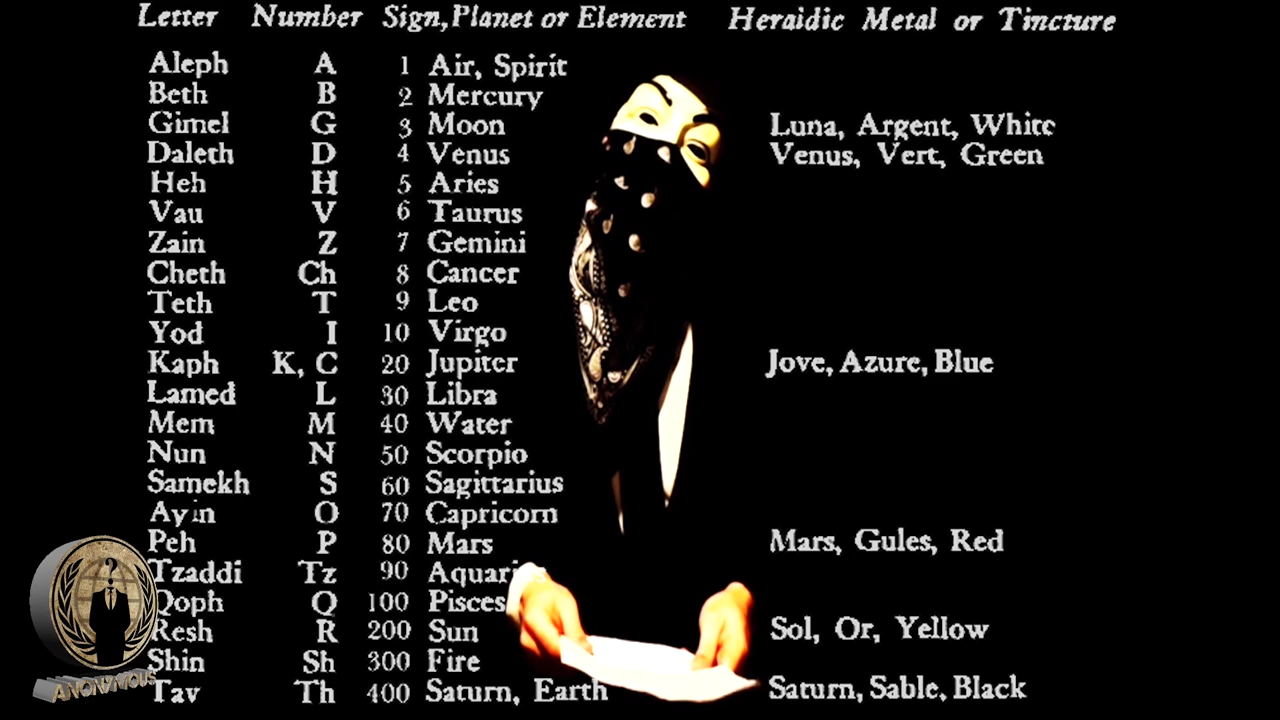 Letter Number Sign, Planet or Element Heraidic Metal or Tincture
Aleph A 1 Air, Spirit
Beth B 2 Mercury
Gimel G 3 Moon Luna, Argent, White
Daleth D 4 Venus Venus, Vert, Green
Heh H 5 Aries
Vau V 6 Taurus
Zain Z 7 Gemini
Cheth Ch 8 Cancer
Teth T 9 Leo
Yod I 10 Virgo
Kaph K, C 20 Jupiter Jove, Azure, Blue
Lamed L 30 Libra
Mem M 40 Water
Nun N 50 Scorpio
Samekh S 60 Sagittarius
Ayin O 70 Capricorn
Peh P 80 Mars Mars, Gules, Red
Tzaddi Tz 90 Aquari
Qoph Q 100 Pisces
Resh R 200 Sun Sol, Or, Yellow
Shin Sh 300 Fire
Tav Th 400 Saturn, Earth Saturn, Sable, Black
?
ANONYMOUS